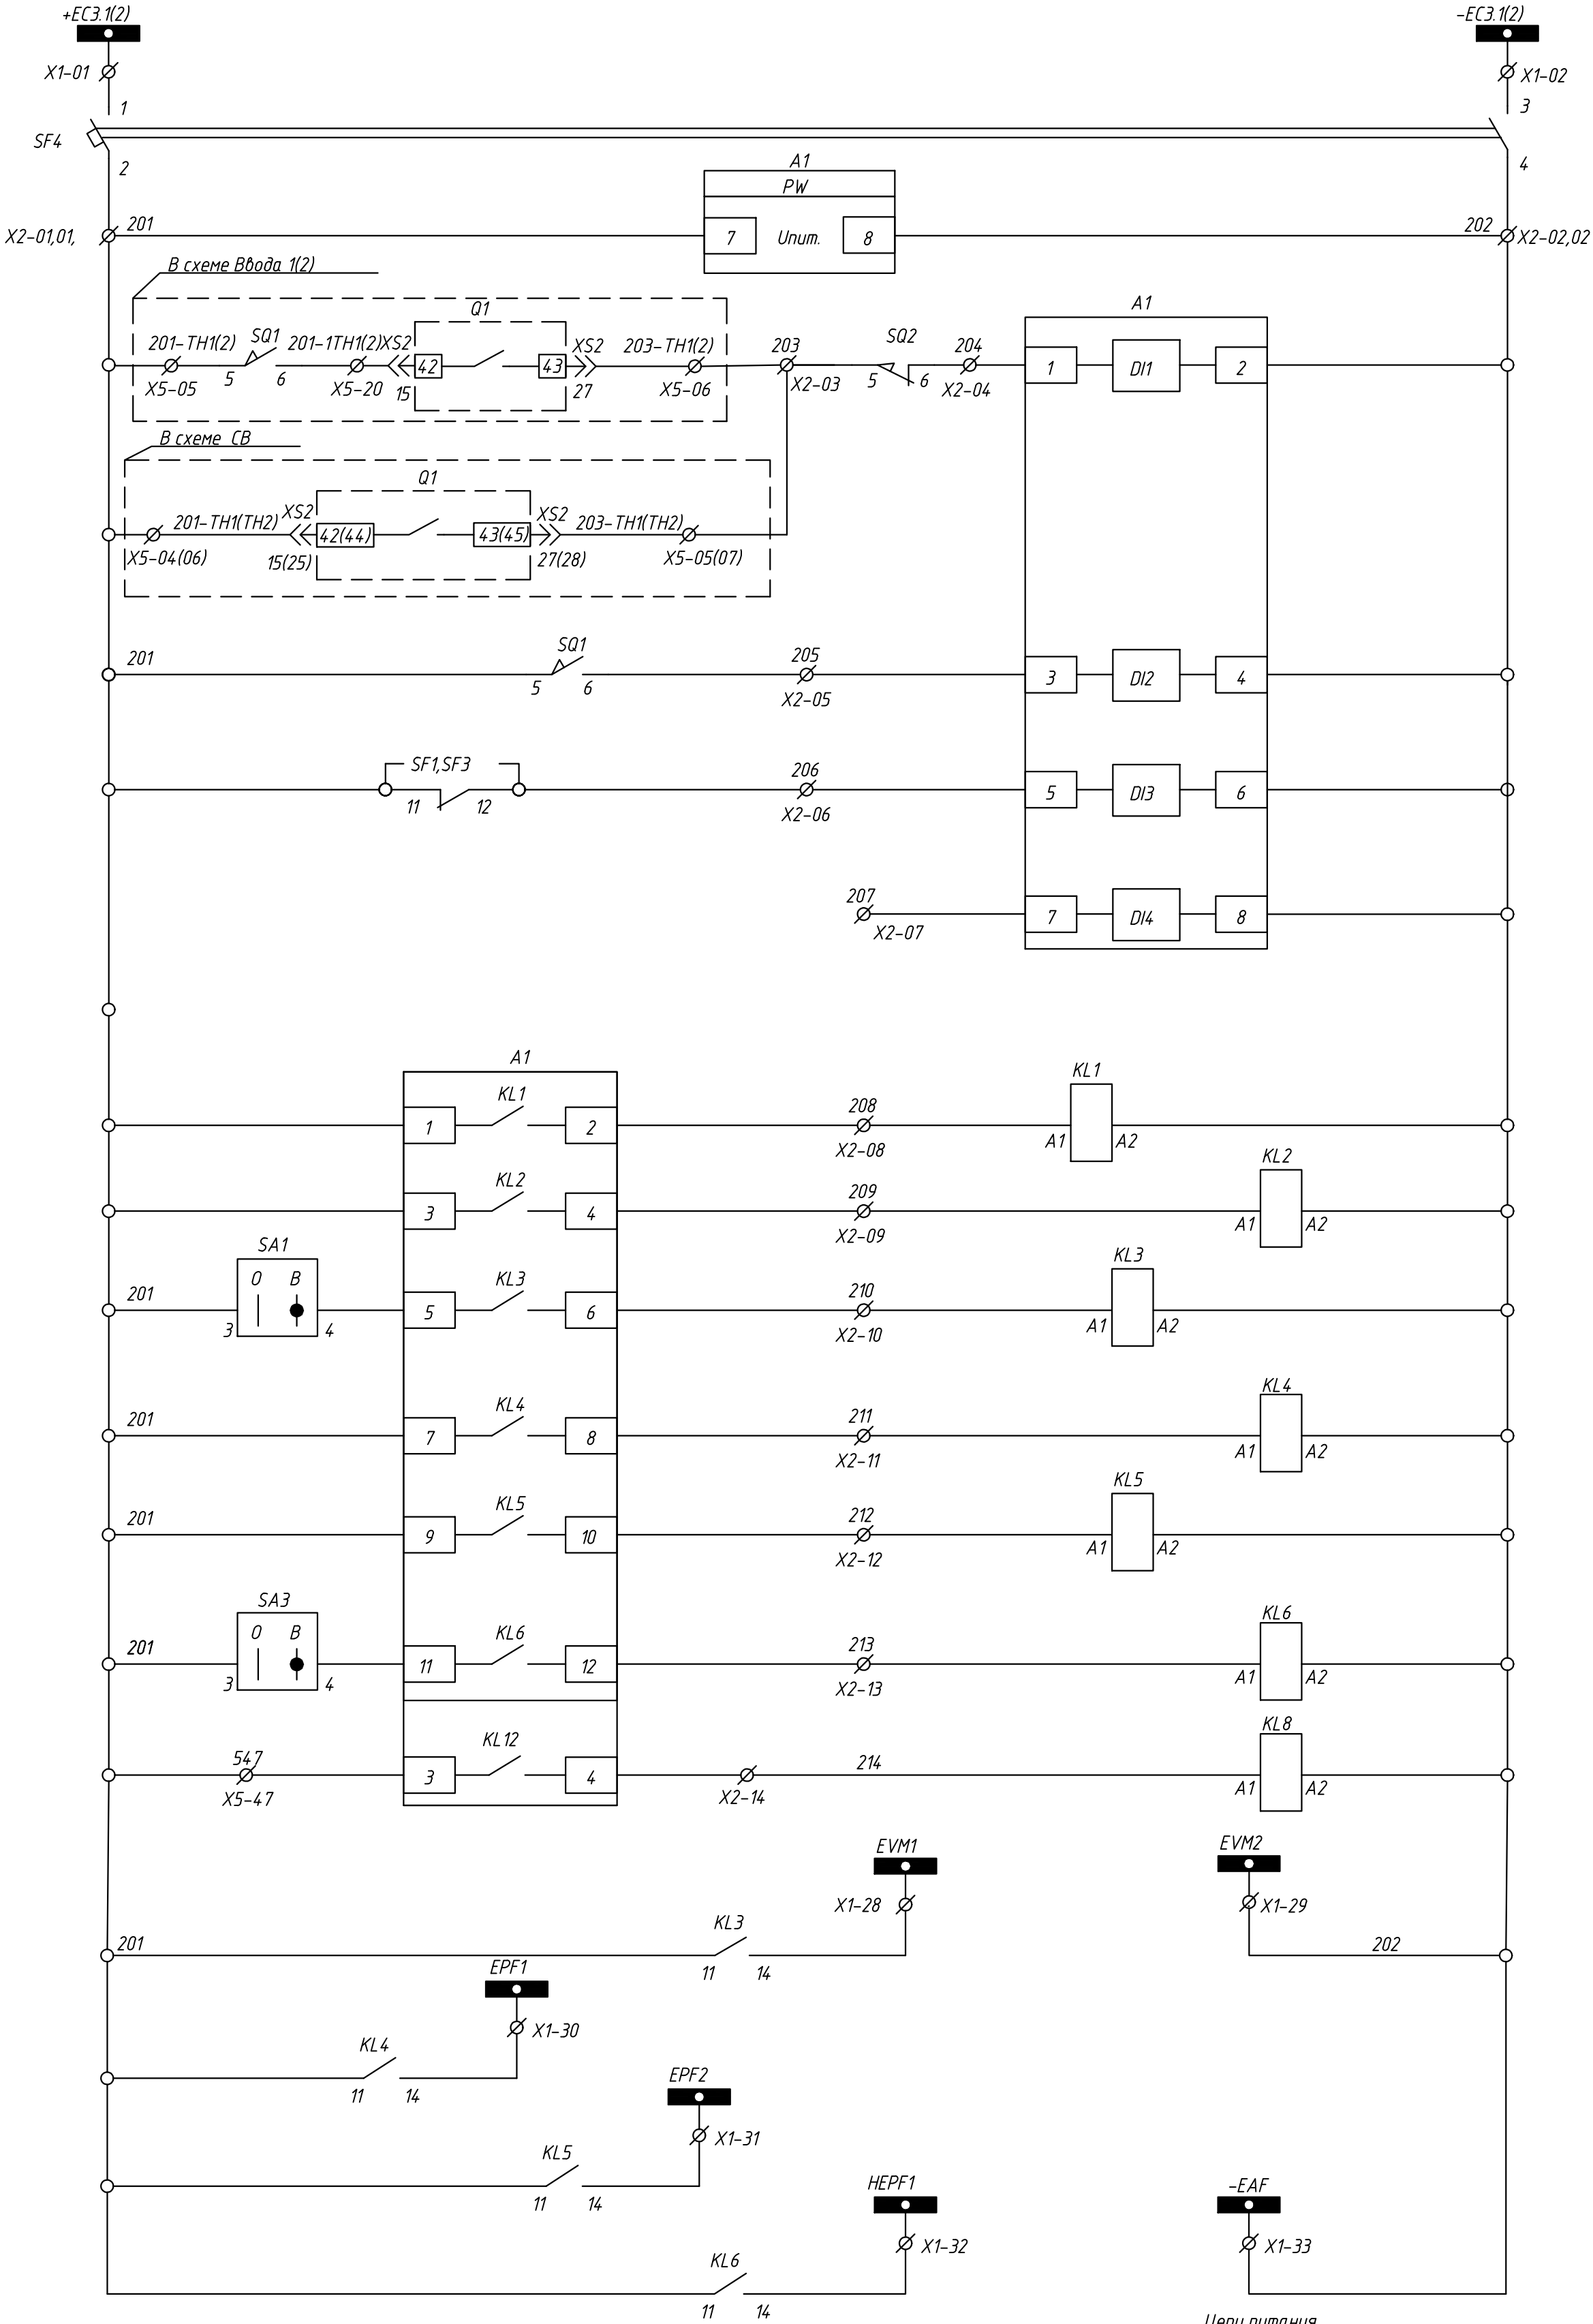 +EC3.1(2) -EC3.1(2)
X1-01 X1-02
1 3
SF4
2 4
A1
PW
X2-01,01, 201 7 Uпит. 8 202 X2-02,02
В схеме Ввода 1(2)
Q1 A1
201-ТН1(2) SQ1 201-1ТН1(2) XS2 42 43 XS2 203-ТН1(2) 203 SQ2 204 1 DI1 2
X5-05 5 6 X5-20 15 27 X5-06 X2-03 5 6 X2-04
В схеме СВ
Q1
201-ТН1(ТН2) XS2 42(44) 43(45) XS2 203-ТН1(ТН2)
X5-04(06) 15(25) 27(28) X5-05(07)
201 SQ1 205 3 DI2 4
5 6 X2-05
SF1,SF3 206 5 DI3 6
11 12 X2-06
207 7 DI4 8
X2-07
A1
KL1 208 KL1
1 2 X2-08 A1 A2
KL2 209 KL2
3 4 X2-09 A1 A2
SA1
O B
201 3 4 KL3 210 KL3
5 6 X2-10 A1 A2
201 KL4 211 KL4
7 8 X2-11 A1 A2
201 KL5 212 KL5
9 10 X2-12 A1 A2
SA3
O B
201 3 4 KL6 213 KL6
11 12 X2-13 A1 A2
547 KL12 214 KL8
X5-47 3 4 X2-14 A1 A2
EVM1 EVM2
X1-28 X1-29
201 KL3 202
11 14
EPF1
X1-30
KL4
11 14
EPF2
X1-31
KL5
11 14
HEPF1 -EAF
X1-32 X1-33
KL6
11 14
Цепи питания